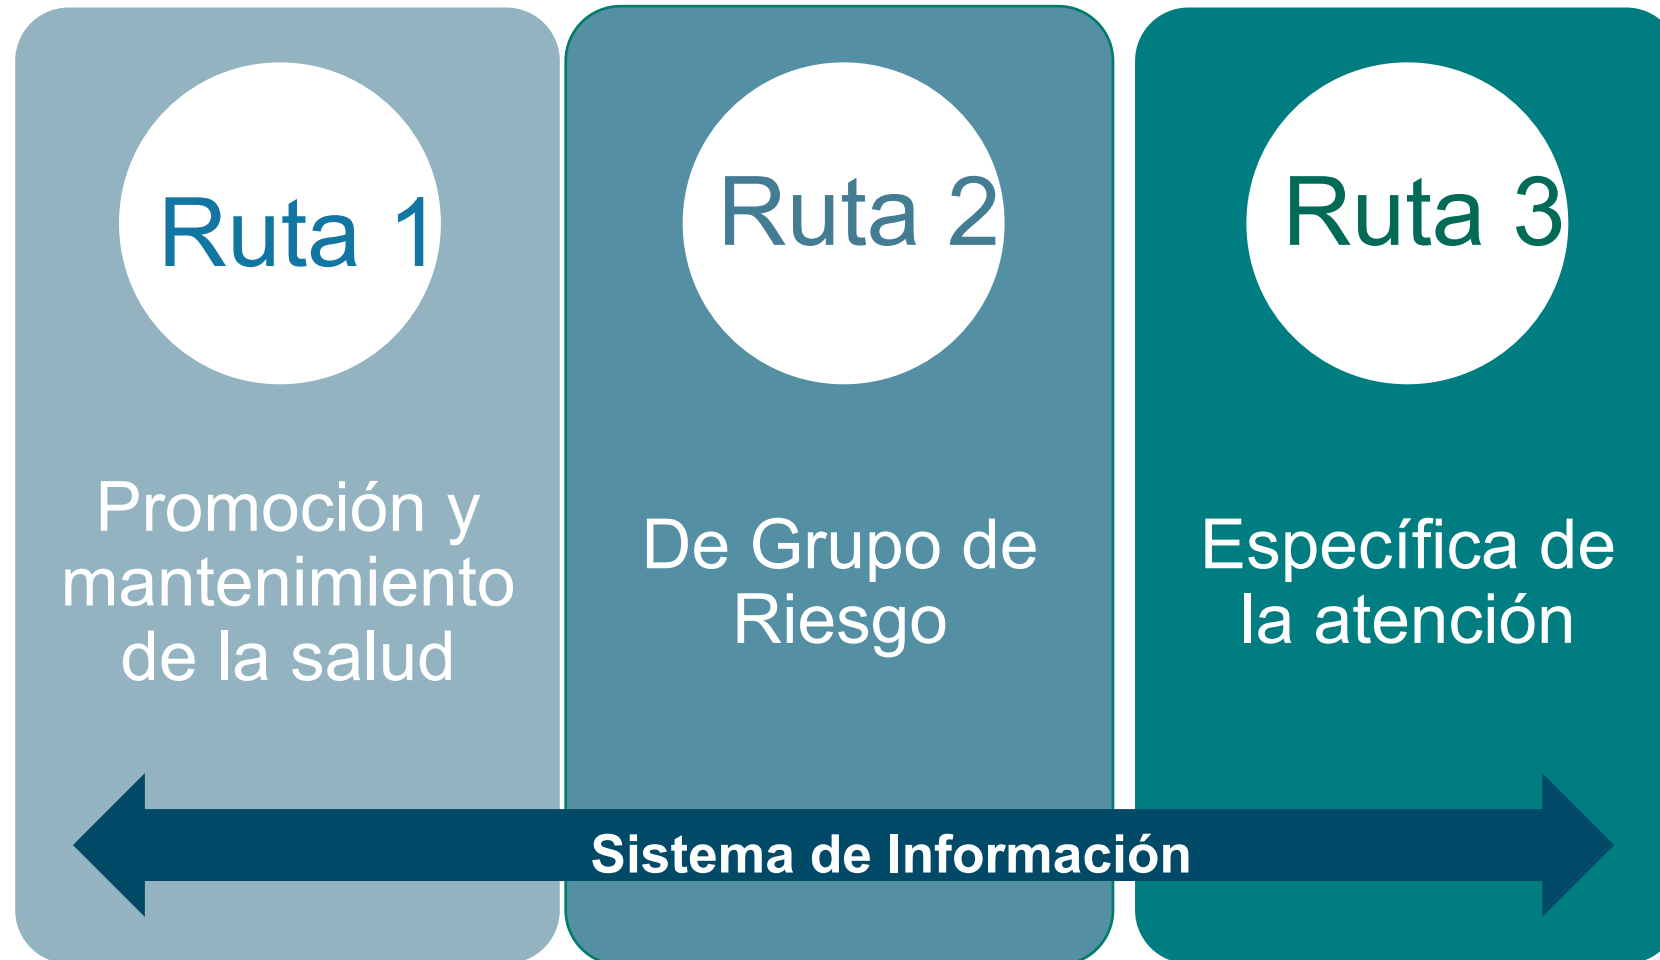 Ruta 1
Promoción y
mantenimiento
de la salud
Ruta 2
De Grupo de
Riesgo
Ruta 3
Específica de
la atención
Sistema de Información